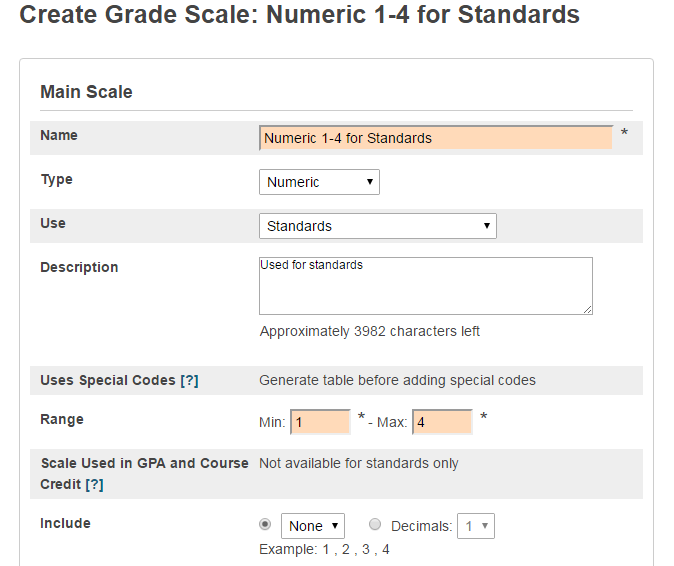 Create Grade Scale: Numeric 1-4 for Standards
Main Scale
Name Numeric 1-4 for Standards *
Type Numeric
Use Standards
Description Used for standards
Approximately 3982 characters left
Uses Special Codes [?] Generate table before adding special codes
Range Min: 1 * - Max: 4 *
Scale Used in GPA and Course Not available for standards only
Credit [?]
Include None Decimals: 1
Example: 1 , 2 , 3 , 4